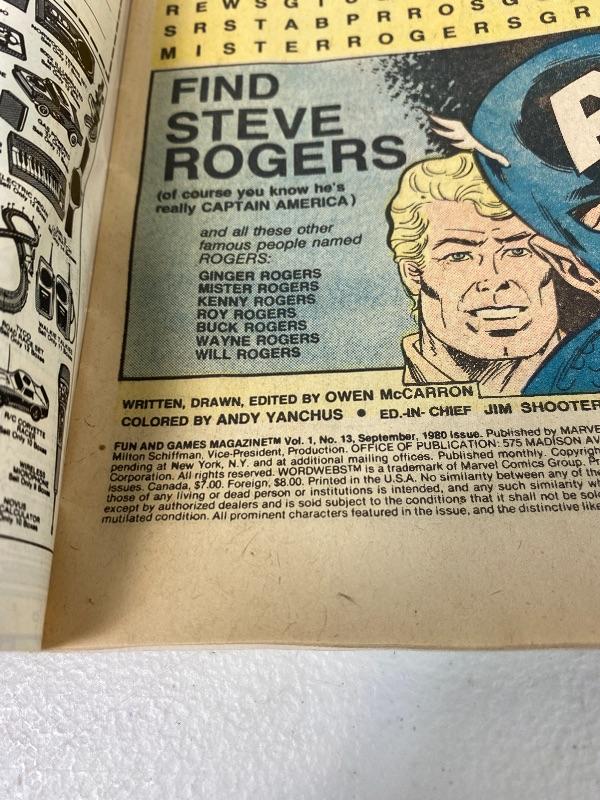 REWSGI
SRSTABPRROSG
MISTERROGERSGR
FIND
STEVE
ROGERS
(of course you know he's
really CAPTAIN AMERICA)
and all these other
famous people named
ROGERS:
GINGER ROGERS
MISTER ROGERS
KENNY ROGERS
ROY ROGERS
BUCK ROGERS
WAYNE ROGERS
WILL ROGERS
WRITTEN, DRAWN, EDITED BY OWEN McCARRON
COLORED BY ANDY YANCHUS • ED.-IN- CHIEF JIM SHOOTER
FUN AND GAMES MAGAZINE™ Vol. 1, No. 13, September, 1980 issue. Published by MARVE
Milton Schiffman, Vice-President, Production. OFFICE OF PUBLICATION: 575 MADISON AV
pending at New York, N.Y. and at additional mailing offices. Published monthly. Copyrigh
Corporation. All rights reserved. WORDWEBS™ is a trademark of Marvel Comics Group. Pr
issues. Canada, $7.00. Foreign, $8.00. Printed in the U.S.A. No similarity between any of the
those of any living or dead person or institutions is intended, and any such similarity wh
except by authorized dealers and is sold subject to the conditions that it shall not be sol
mutilated condition. All prominent characters featured in the issue, and the distinctive like